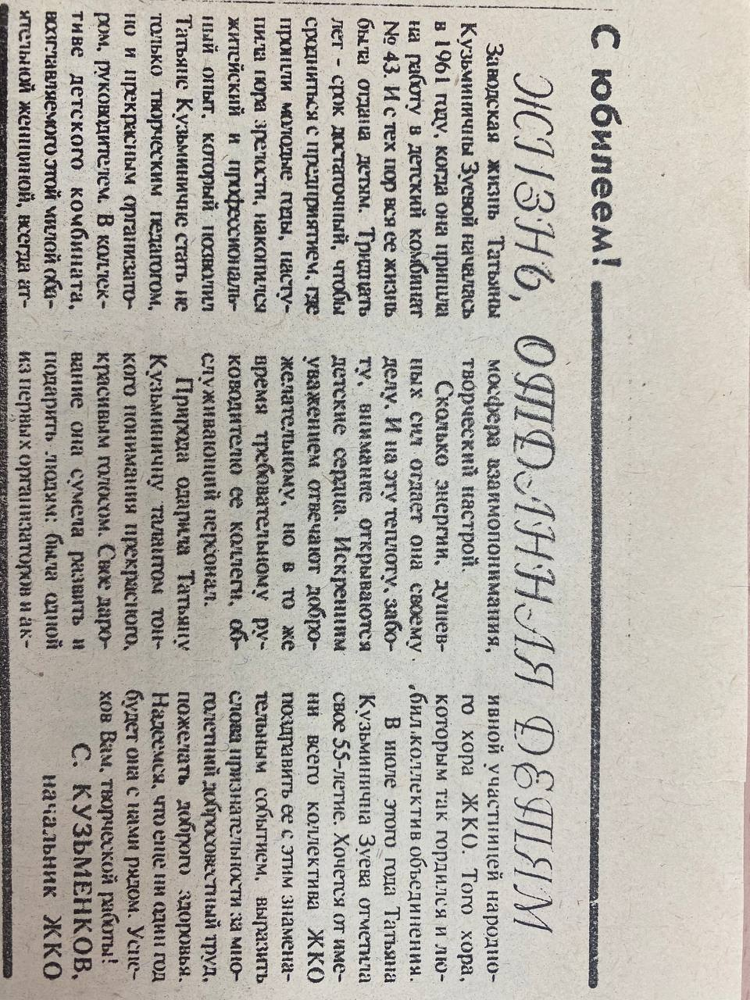 С юбилеем!
ЖИЗНЬ, ОТДАННАЯ ДЕТЯМ
Заводская жизнь Татьяны
Кузьминичны Зуевой началась
в 1961 году, когда она пришла
на работу в детский комбинат
№ 43. И с тех пор вся ее жизнь
была отдана детям. Тридцать
лет - срок достаточный, чтобы
сродниться с предприятием, где
прошли молодые годы, насту-
пила пора зрелости, накопился
житейский и профессиональ-
ный опыт, который позволил
Татьяне Кузьминичне стать не
только творческим педагогом,
но и прекрасным организато-
ром, руководителем. В коллек-
тиве детского комбината,
возглавляемого этой милой оба-
ятельной женщиной, всегда ат-
мосфера взаимопонимания,
творческий настрой.
Сколько энергии, душев-
ных сил отдает она своему
делу. И на эту теплоту, забо-
ту, внимание открываются
детские сердца. Искренним
уважением отвечают добро-
желательному, но в то же
время требовательному ру-
ководителю ее коллеги, об-
служивающий персонал.
Природа одарила Татьяну
Кузьминичну талантом тон-
кого понимания прекрасного,
красивым голосом. Свое даро-
вание она сумела развить и
подарить людям: была одной
из первых организаторов и ак-
ивной участницей народно-
го хора ЖКО. Того хора,
которым так гордился и лю-
бил коллектив объединения.
В июле этого года Татьяна
Кузьминична Зуева отметила
свое 55-летие. Хочется от име-
ни всего коллектива ЖКО
поздравить ее с этим знамена-
тельным событием, выразить
слова признательности за мно-
голетний добросовестный труд,
пожелать доброго здоровья.
Надеемся, что еще ни один год
будет она с нами рядом. Успе-
хов Вам, творческой работы!
С. КУЗЬМЕНКОВ,
начальник ЖКО